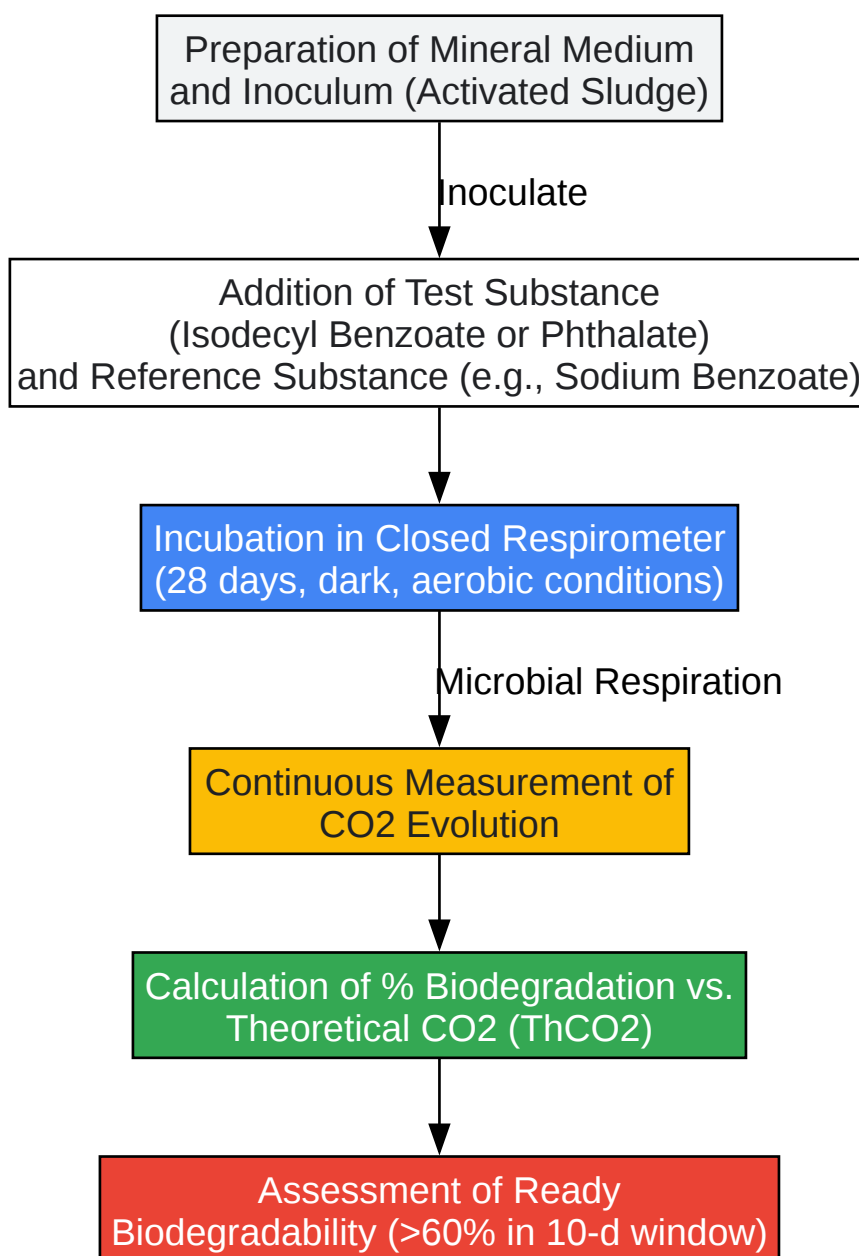 Preparation of Mineral Medium
and Inoculum (Activated Sludge)
Inoculate
Addition of Test Substance
(Isodecyl Benzoate or Phthalate)
and Reference Substance (e.g., Sodium Benzoate)
Incubation in Closed Respirometer
(28 days, dark, aerobic conditions)
Microbial Respiration
Continuous Measurement of
CO2 Evolution
Calculation of % Biodegradation vs.
Theoretical CO2 (ThCO2)
Assessment of Ready
Biodegradability (>60% in 10-d window)